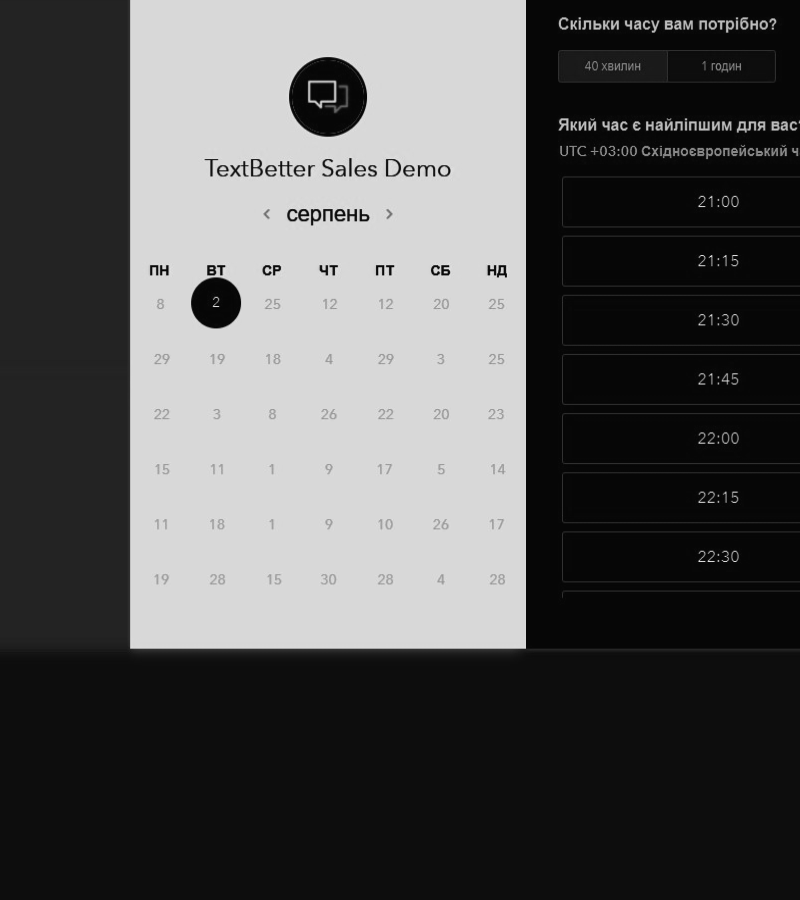 TextBetter Sales Demo
серпень
ПН ВТ СР ЧТ ПТ СБ НД
8 2 25 12 12 20 25
29 19 18 4 29 3 25
22 3 8 26 22 20 23
15 11 1 9 17 5 14
11 18 1 9 10 26 17
19 28 15 30 28 4 28
Скільки часу вам потрібно?
40 хвилин 1 годин
Який час є найліпшим для вас
UTC +03:00 Східноєвропейський
21:00
21:15
21:30
21:45
22:00
22:15
22:30